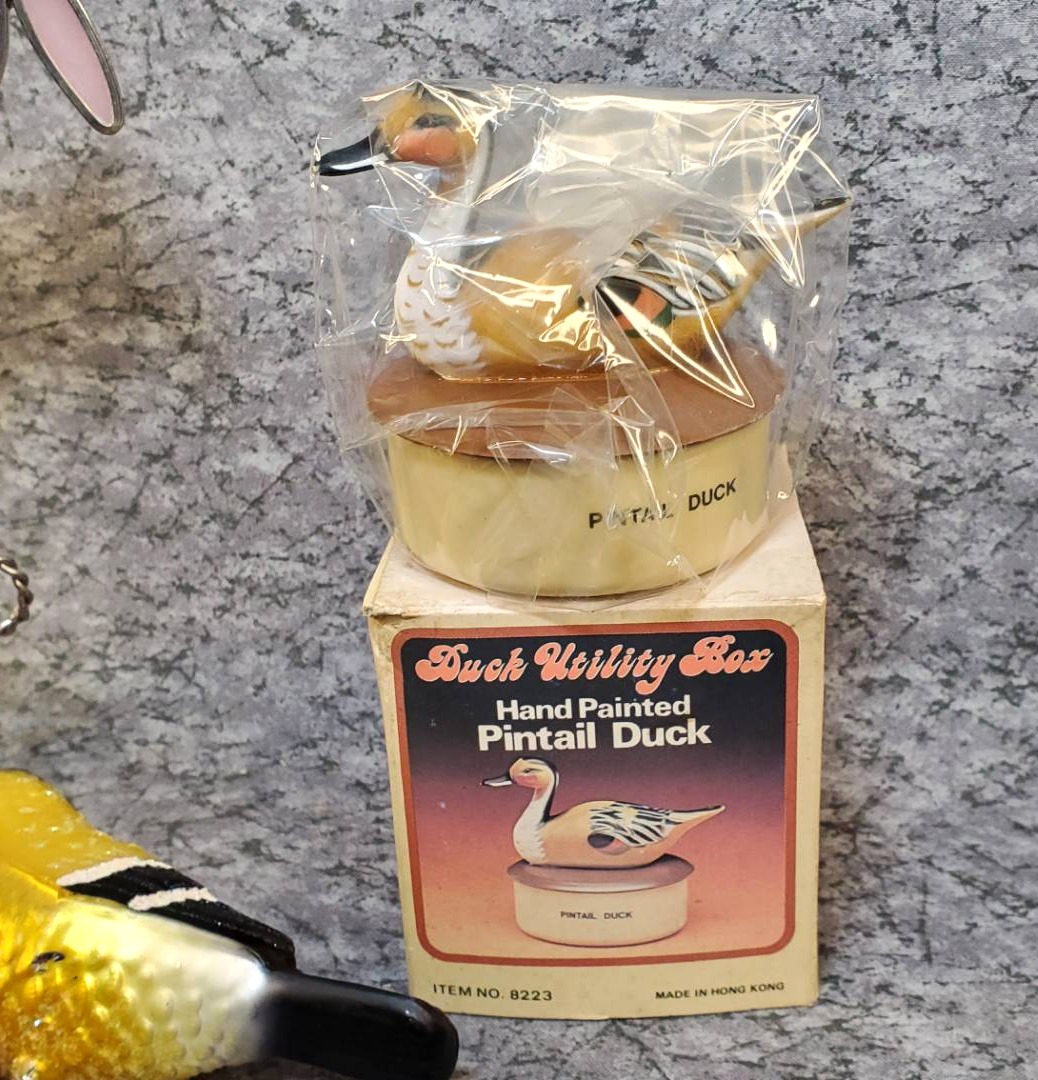 PINTAIL DUCK
Duck Utility Box
Hand Painted
Pintail Duck
PINTAIL DUCK
ITEM NO. 8223
MADE IN HONG KONG